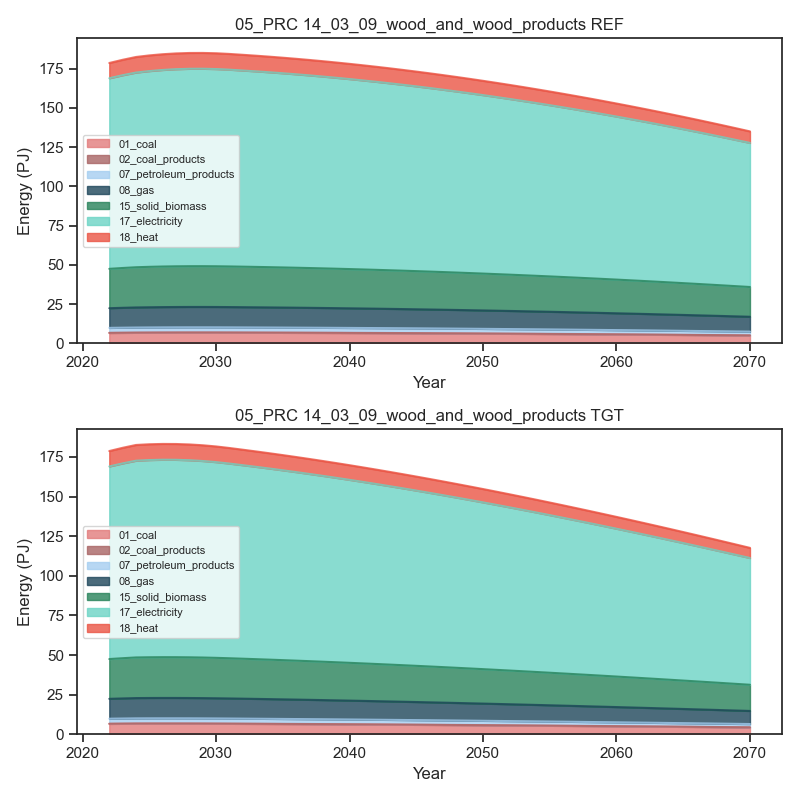 05_PRC 14_03_09_wood_and_wood_products REF
175
150
125
100
75
50
25
0
Energy (PJ)
01_coal
02_coal_products
07_petroleum_products
08_gas
15_solid_biomass
17_electricity
18_heat
2020 2030 2040 2050 2060 2070
Year
05_PRC 14_03_09_wood_and_wood_products TGT
175
150
125
100
75
50
25
0
Energy (PJ)
01_coal
02_coal_products
07_petroleum_products
08_gas
15_solid_biomass
17_electricity
18_heat
2020 2030 2040 2050 2060 2070
Year